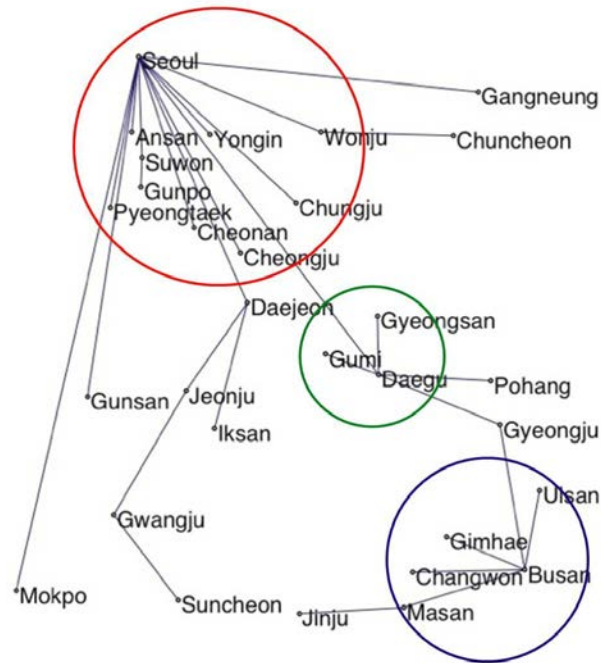 Seoul
Gangneung
Ansan
Yongin
Wonju
Chuncheon
Suwon
Gunpo
Pyeongtaek
Chungju
Cheonan
Cheongju
Daejeon
Gyeongsan
Gumi
Daegu
Pohang
Gunsan
Jeonju
Iksan
Gyeongju
Ulsan
Gwangju
Gimhae
Changwon
Busan
Mokpo
Suncheon
Jinju
Masan